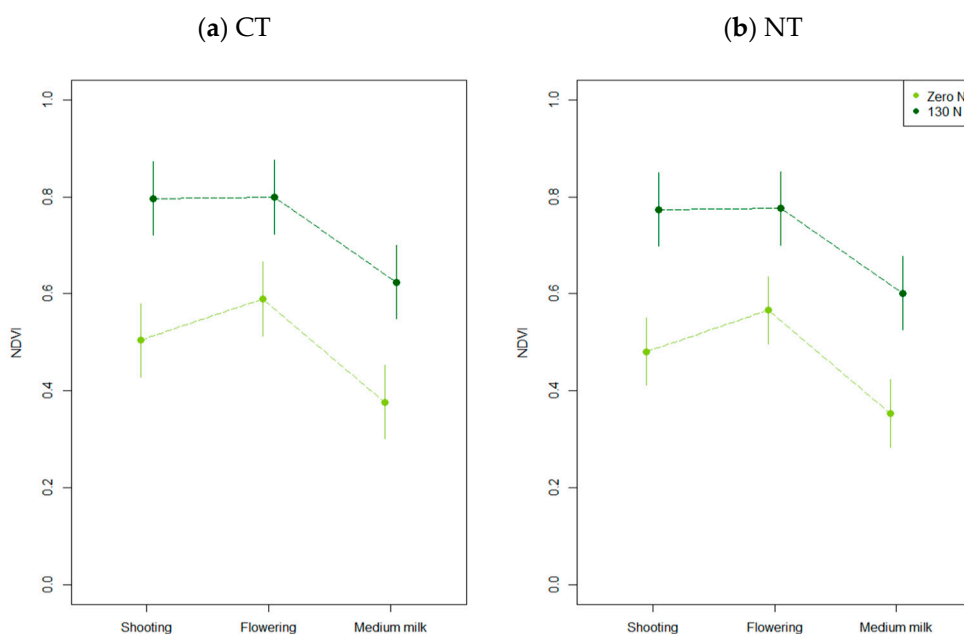 (a) CT
(b) NT
NDVI
1.0
0.8
0.6
0.4
0.2
0.0
Shooting
Flowering
Medium milk
NDVI
1.0
0.8
0.6
0.4
0.2
0.0
Zero N
130 N
Shooting
Flowering
Medium milk